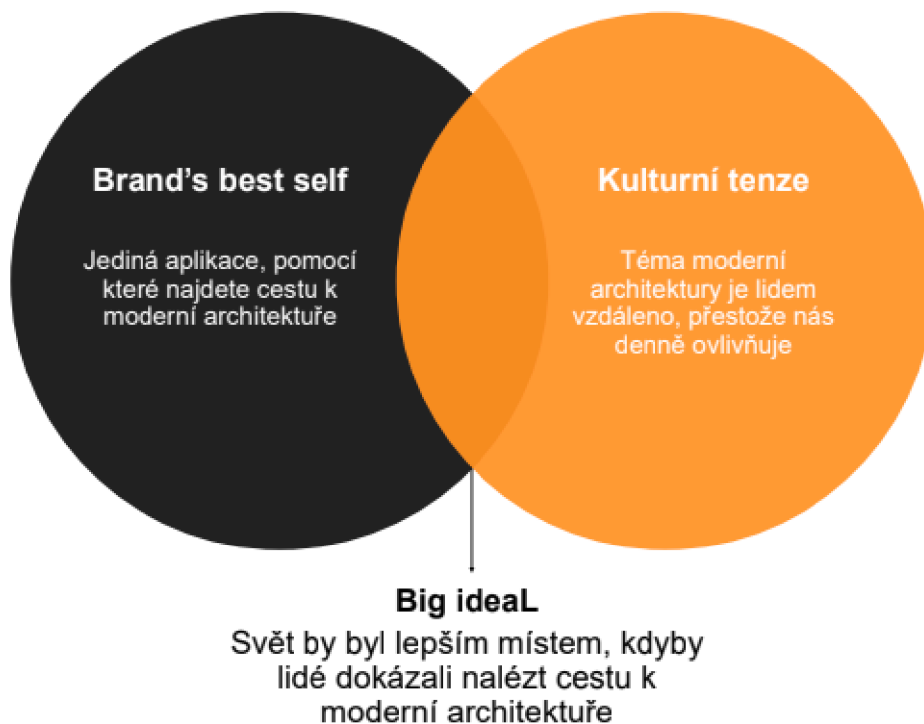 Brand’s best self
Jediná aplikace, pomocí
které najdete cestu k
moderní architektuře
Kulturní tenze
Téma moderní
architektury je lidem
vzdáleno, přestože nás
denně ovlivňuje
Big ideaL
Svět by byl lepším místem, kdyby
lidé dokázali nalézt cestu k
moderní architektuře